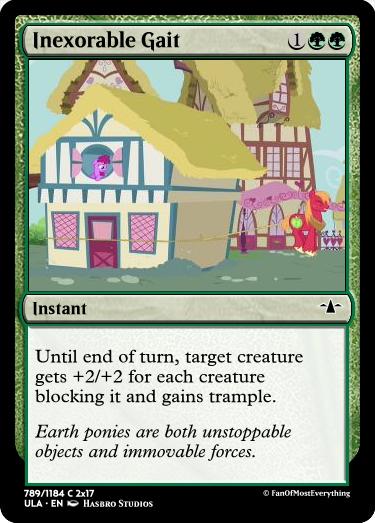 Inexorable Gait 1
Instant
Until end of turn, target creature
gets +2/+2 for each creature
blocking it and gains trample.
Earth ponies are both unstoppable
objects and immovable forces.
789/1184 C 2x17
ULA • EN Hasbro Studios © FanOfMostEverything